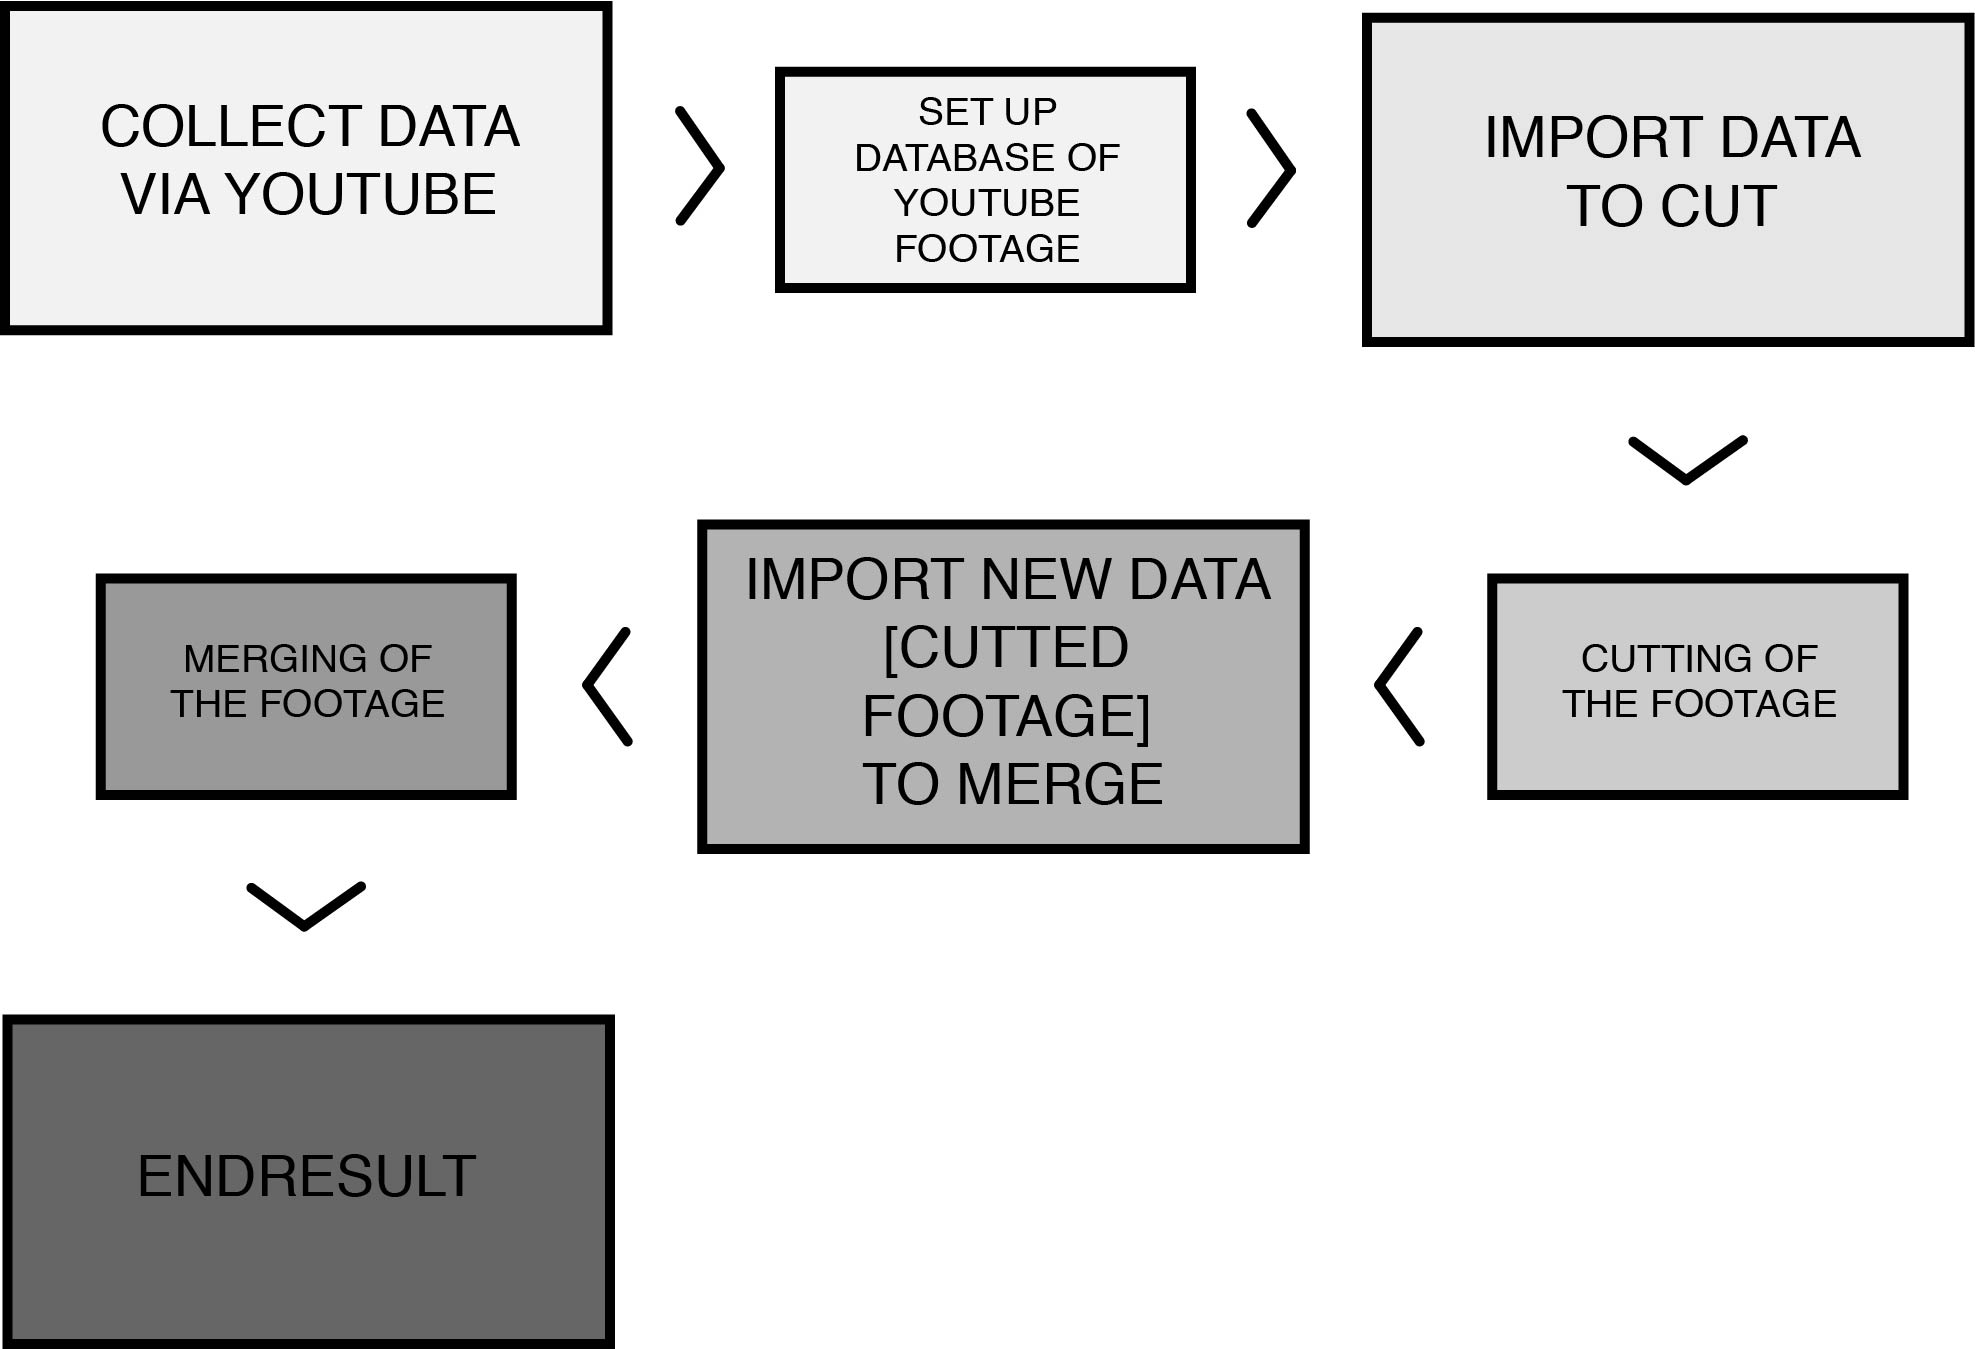 COLLECT DATA
VIA YOUTUBE
SET UP
DATABASE OF
YOUTUBE
FOOTAGE
IMPORT DATA
TO CUT
CUTTING OF
THE FOOTAGE
IMPORT NEW DATA
[CUTTED
FOOTAGE]
TO MERGE
MERGING OF
THE FOOTAGE
ENDRESULT